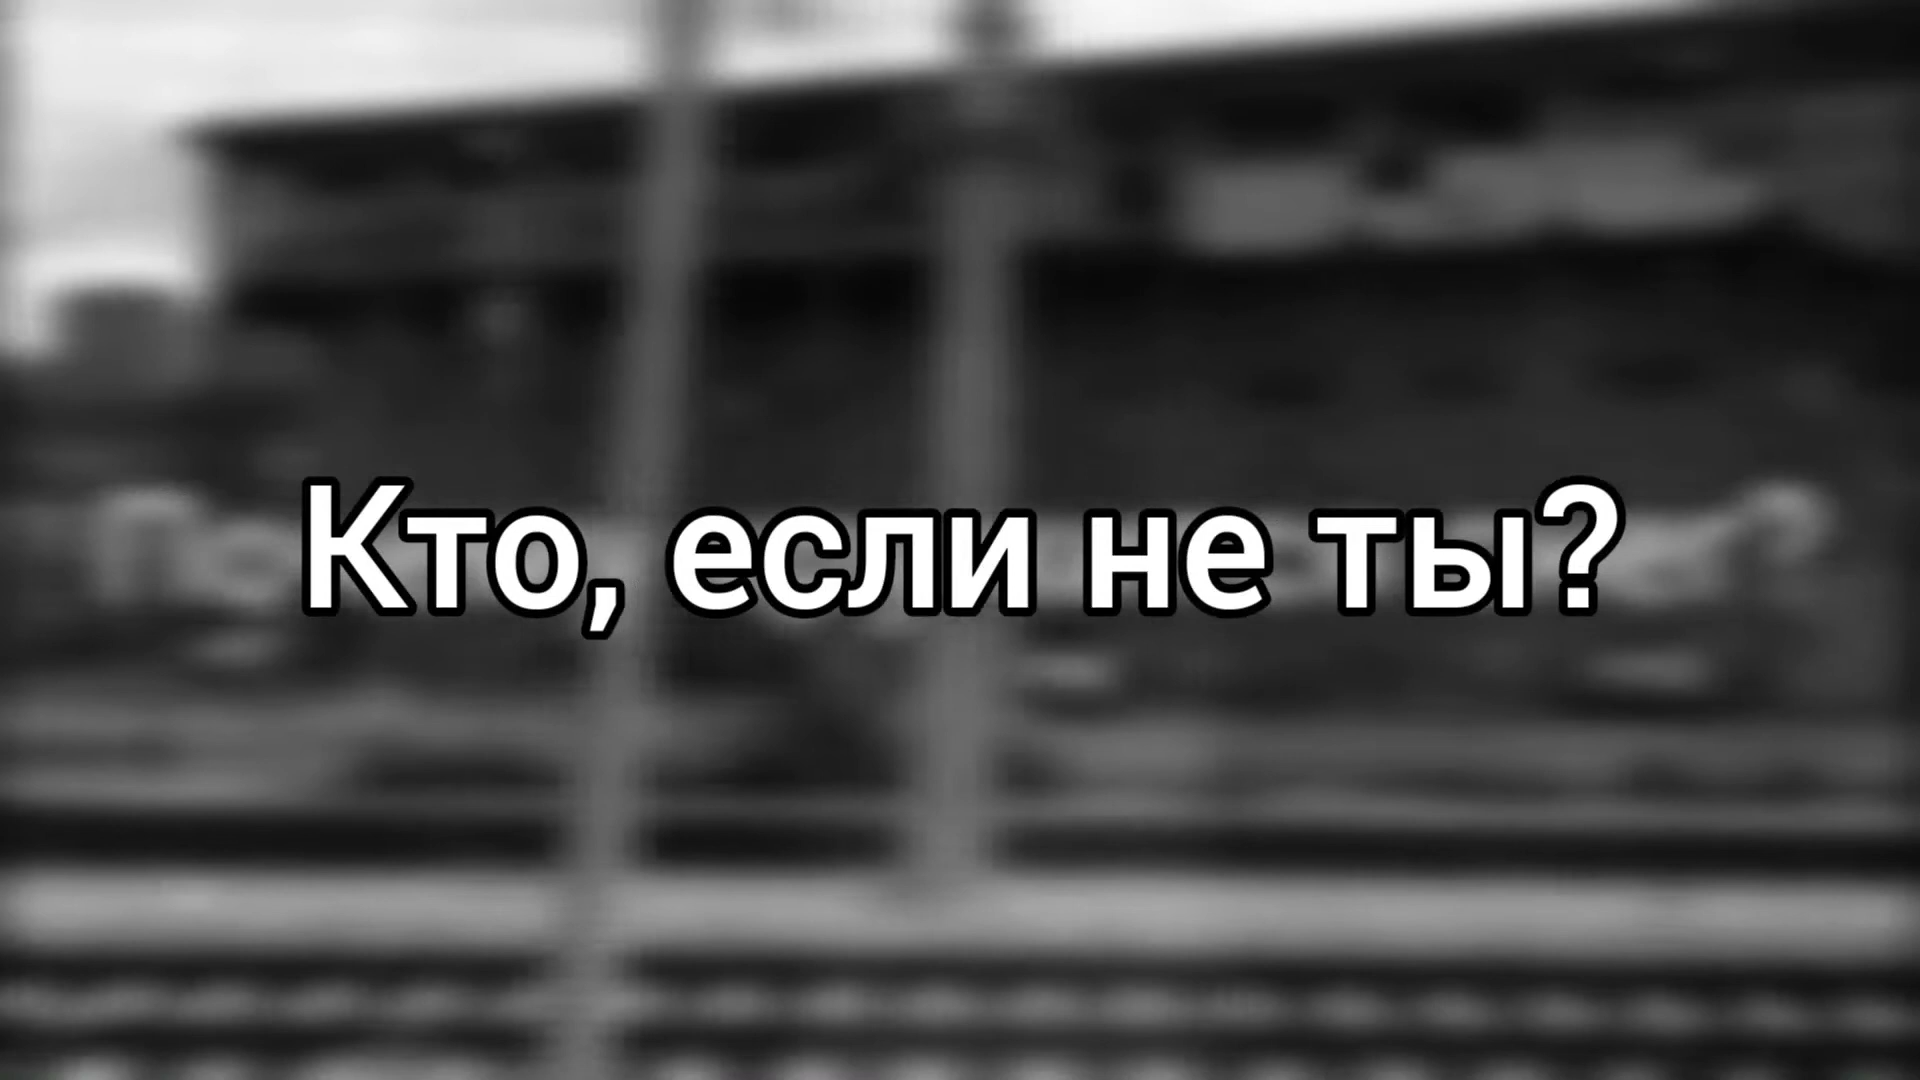 Кто, если не ты?